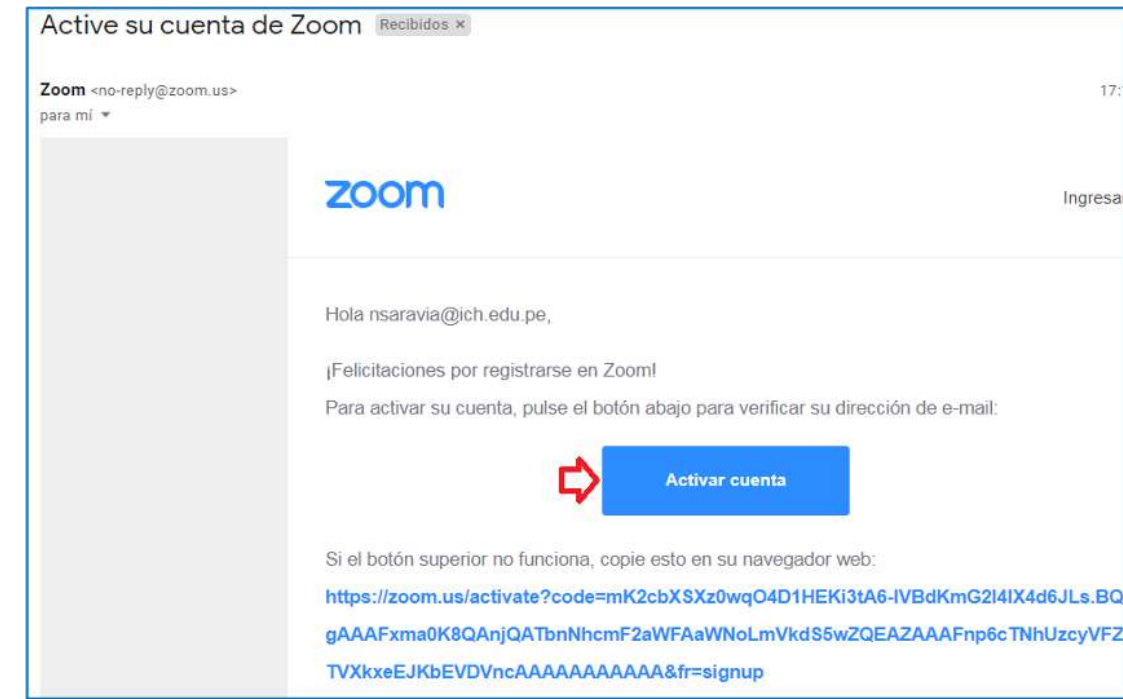 Active su cuenta de Zoom Recibidos ×
Zoom <no-reply@zoom.us>
17:
para mí
zoom
Ingresar
Hola nsaravia@ich.edu.pe,
¡Felicitaciones por registrarse en Zoom!
Para activar su cuenta, pulse el botón abajo para verificar su dirección de e-mail:
Activar cuenta
Si el botón superior no funciona, copie esto en su navegador web:
https://zoom.us/activate?code=mK2cbXSXz0wqO4D1HEKi3tA6-IVBdKmG2I4IX4d6JLs.BQ
gAAAFxma0K8QAnjQATbnNhcmF2aWFAaWNoLmVkdS5wZQEAZAAAFnp6cTNhUzcyVFZ
TVXkxeEJKbEVDVncAAAAAAAAAAA&fr=signup